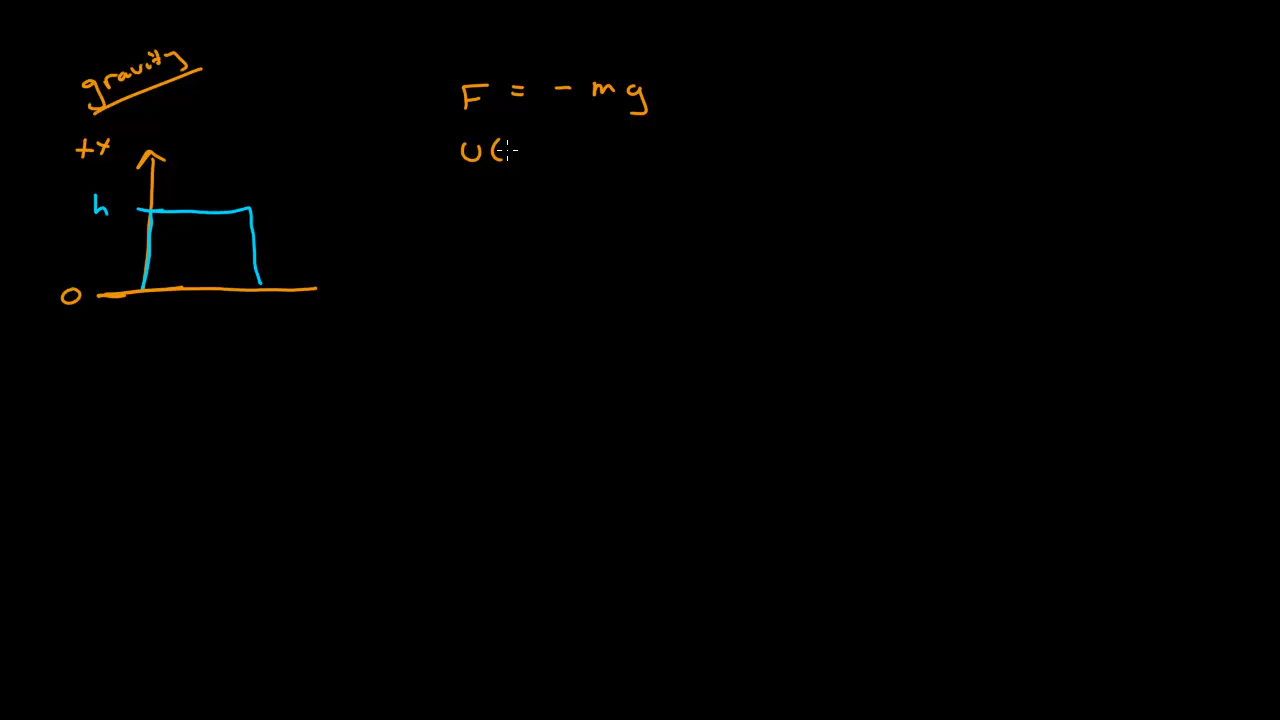 gravity
F = - mg
+x
U(
h
0